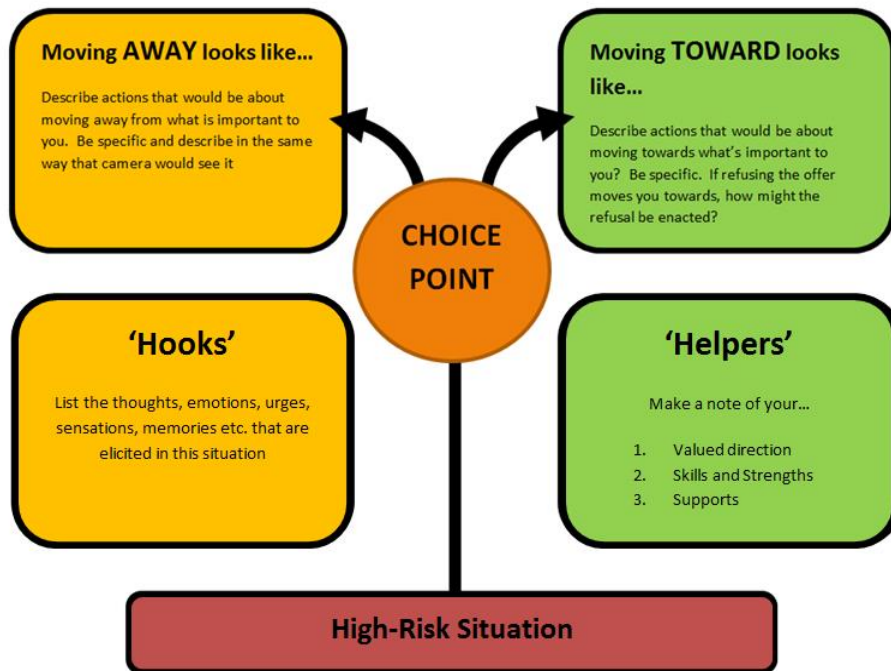 Moving AWAY looks like…
Describe actions that would be about
moving away from what is important to
you.  Be specific and describe in the same
way that camera would see it
Moving TOWARD looks
like…
Describe actions that would be about
moving towards what's important to
you?  Be specific.  If refusing the offer
moves you towards, how might the
refusal be enacted?
CHOICE
POINT
‘Hooks’
List the thoughts, emotions, urges,
sensations, memories etc. that are
elicited in this situation
‘Helpers’
Make a note of your…
1. Valued direction
2. Skills and Strengths
3. Supports
High-Risk Situation